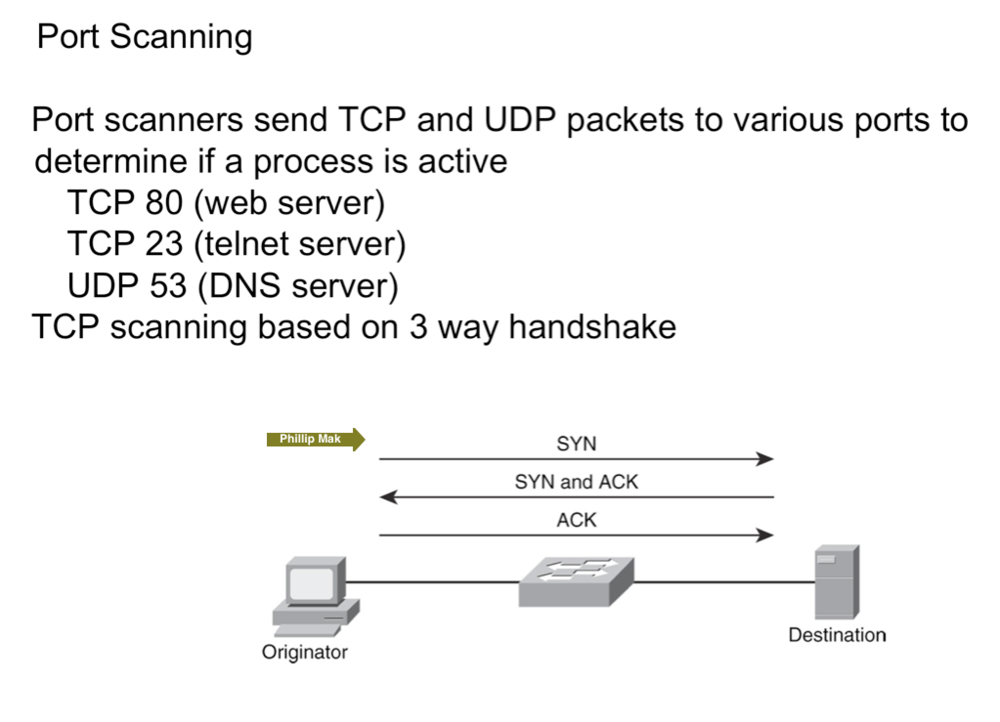 Port Scanning
Port scanners send TCP and UDP packets to various ports to
determine if a process is active
TCP 80 (web server)
TCP 23 (telnet server)
UDP 53 (DNS server)
TCP scanning based on 3 way handshake
Phillip Mak
SYN
SYN and ACK
ACK
Destination
Originator